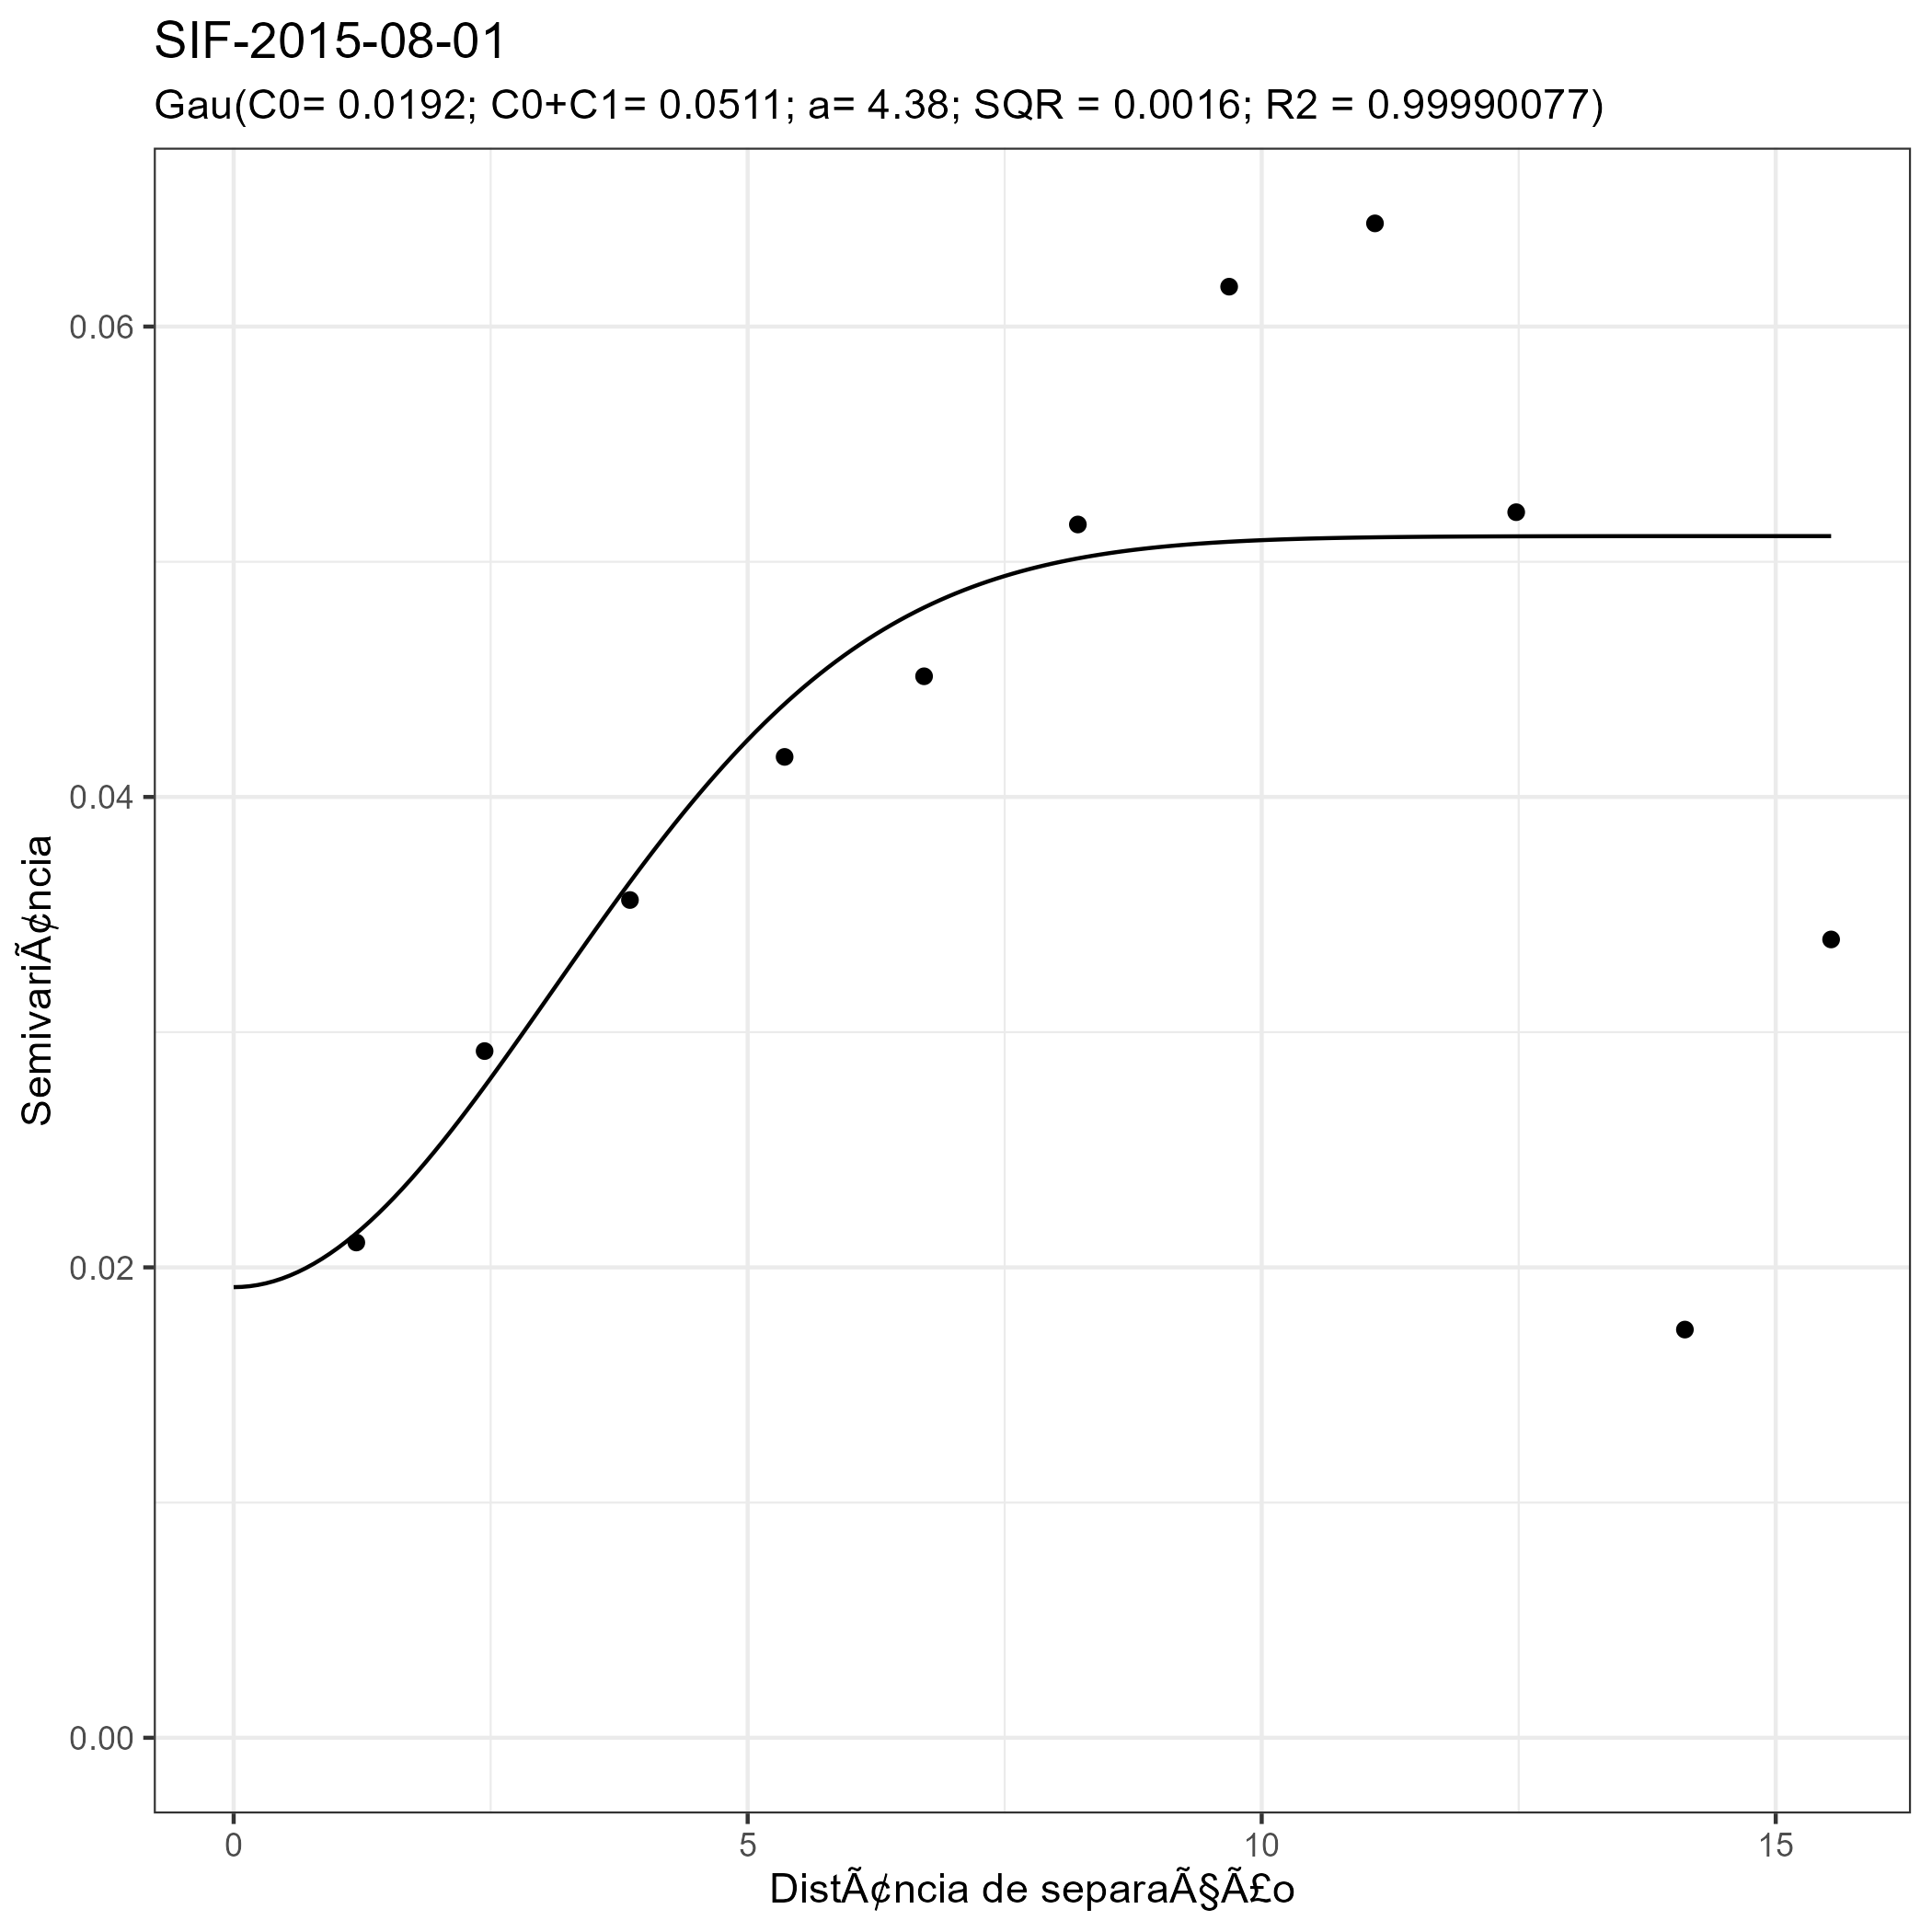 SIF-2015-08-01
Gau(C0= 0.0192; C0+C1= 0.0511; a= 4.38; SQR = 0.0016; R2 = 0.99990077)
SemivariÃ¢ncia
0.06
0.04
0.02
0.00
0 5 10 15
DistÃ¢ncia de separaÃ§Ã£o